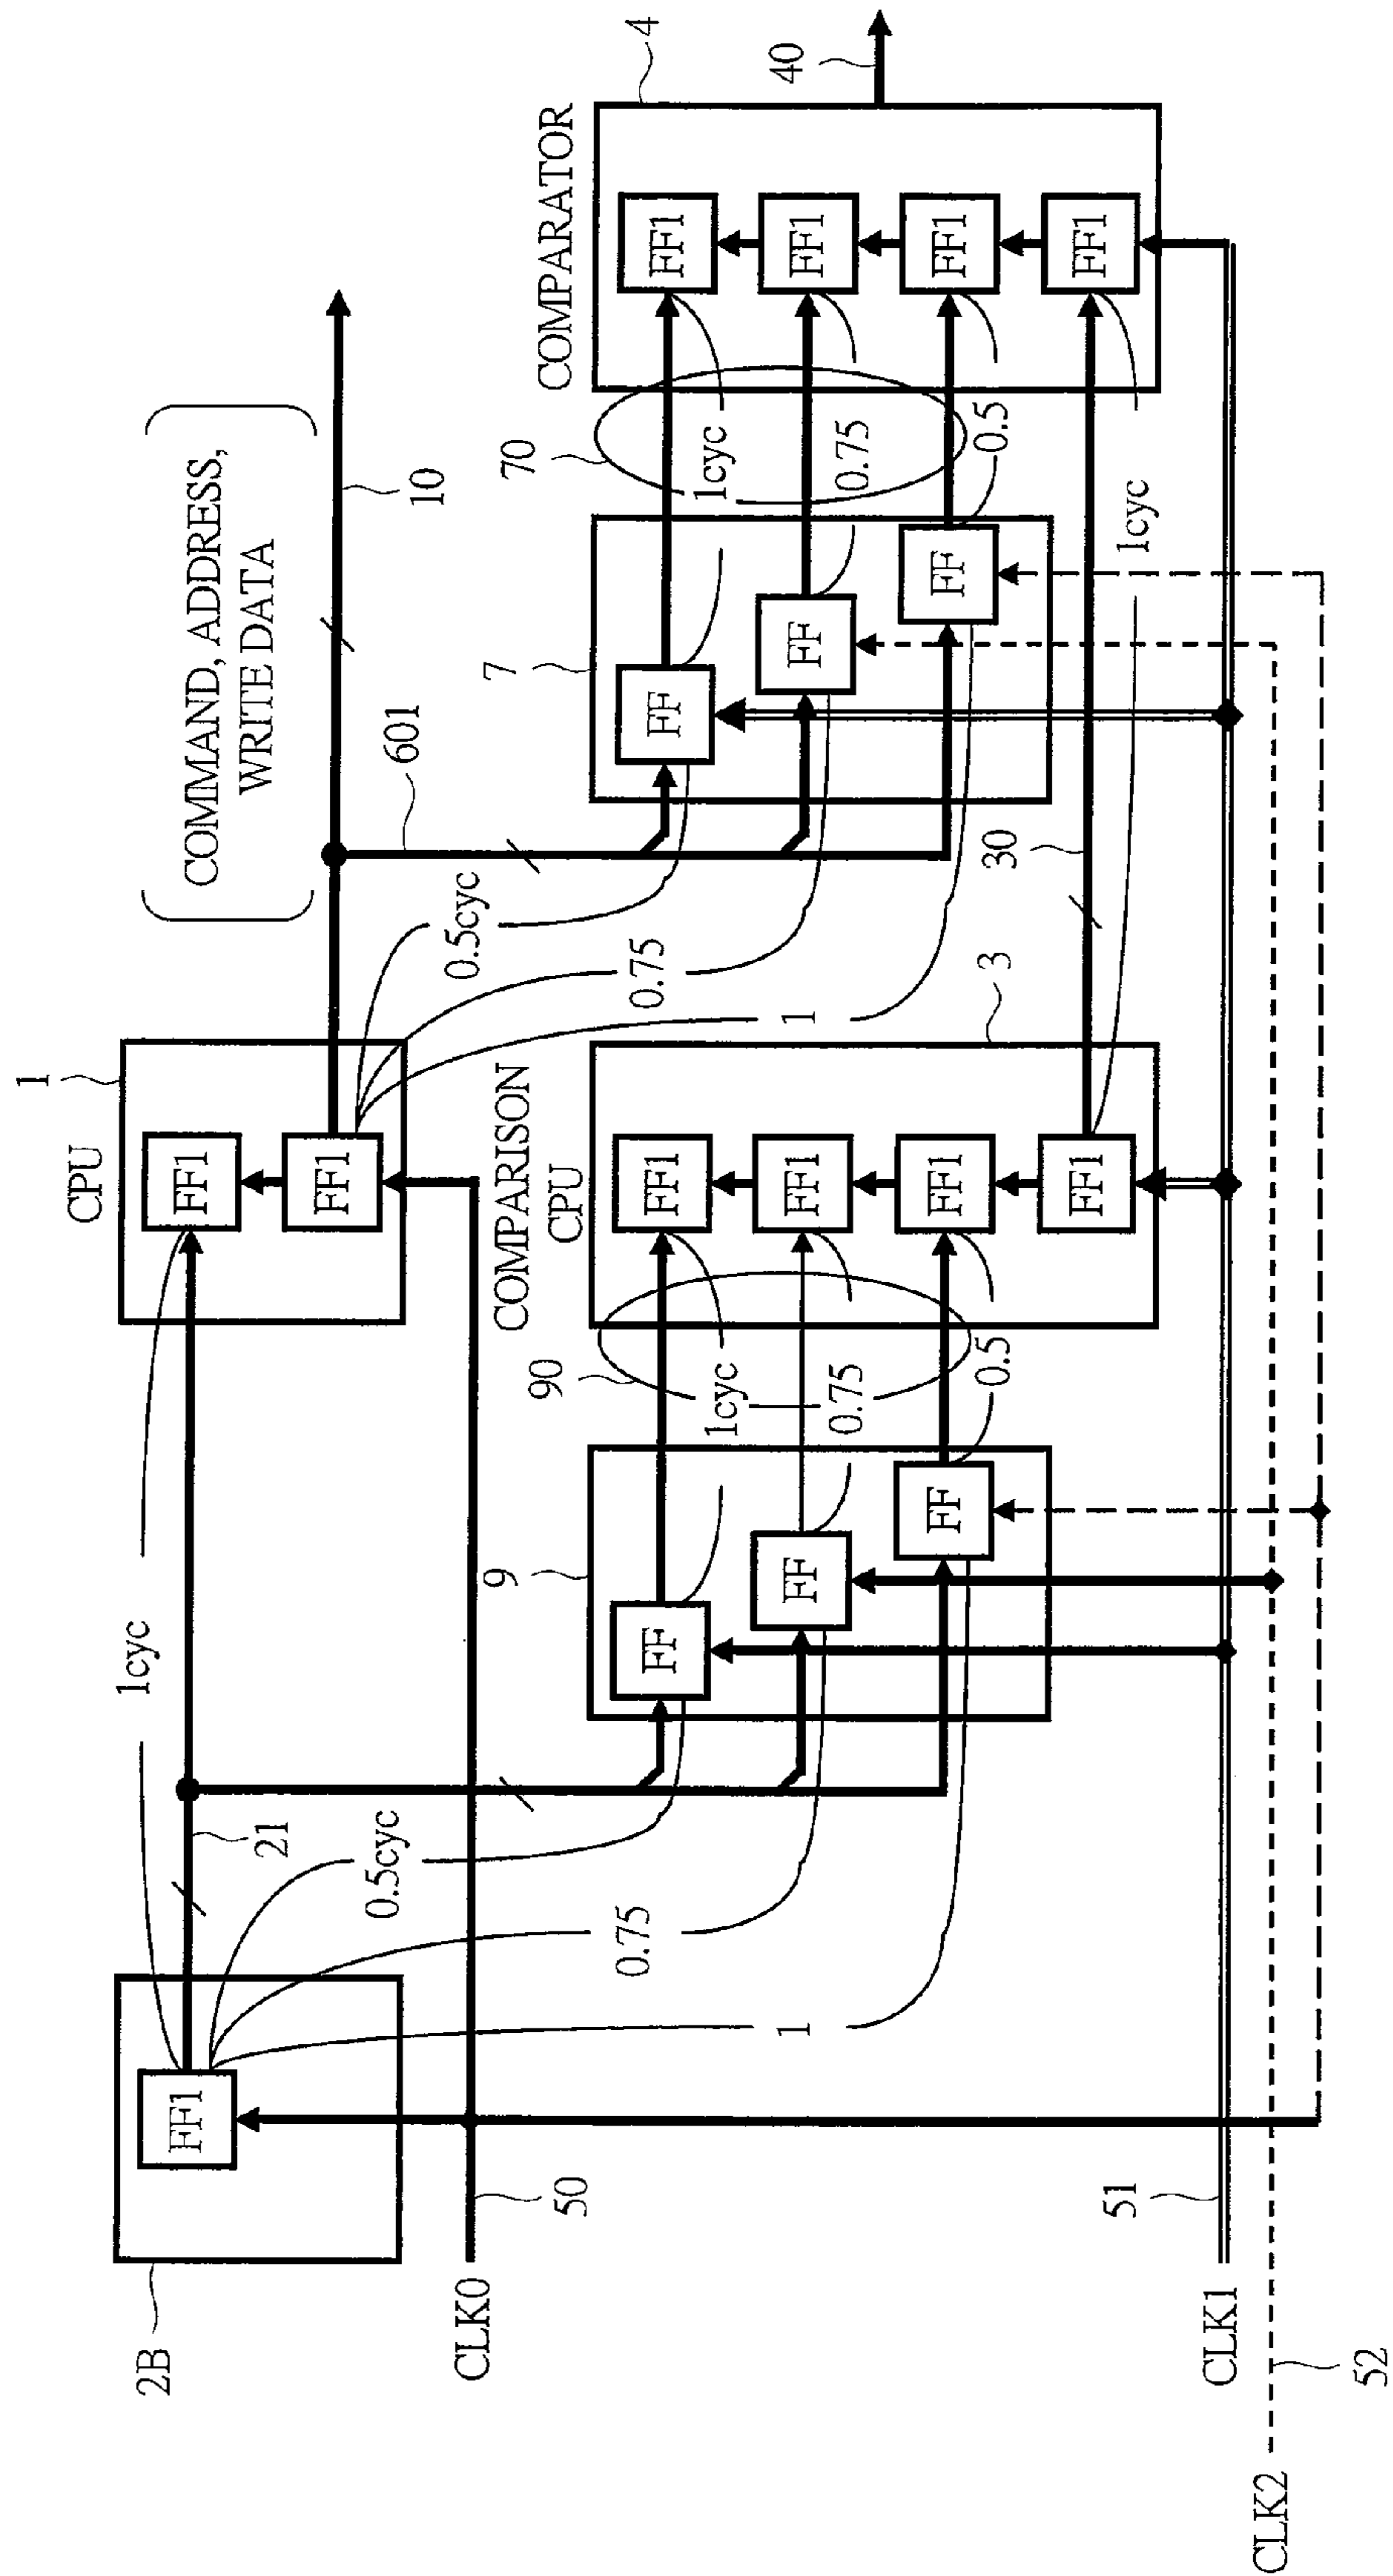 2B
FF1
1cyc
21
0.5cyc
0.75
1
CLK0
50
1
CPU
FF1
FF1
COMMAND, ADDRESS,
WRITE DATA
10
601
0.5cyc
0.75
1
9
FF
FF
FF
90
1cyc
0.75
0.5
COMPARISON
CPU
3
FF1
FF1
FF1
FF1
30
1cyc
7
FF
FF
FF
70
1cyc
0.75
0.5
COMPARATOR
4
FF1
FF1
FF1
FF1
40
CLK1
51
CLK2
52